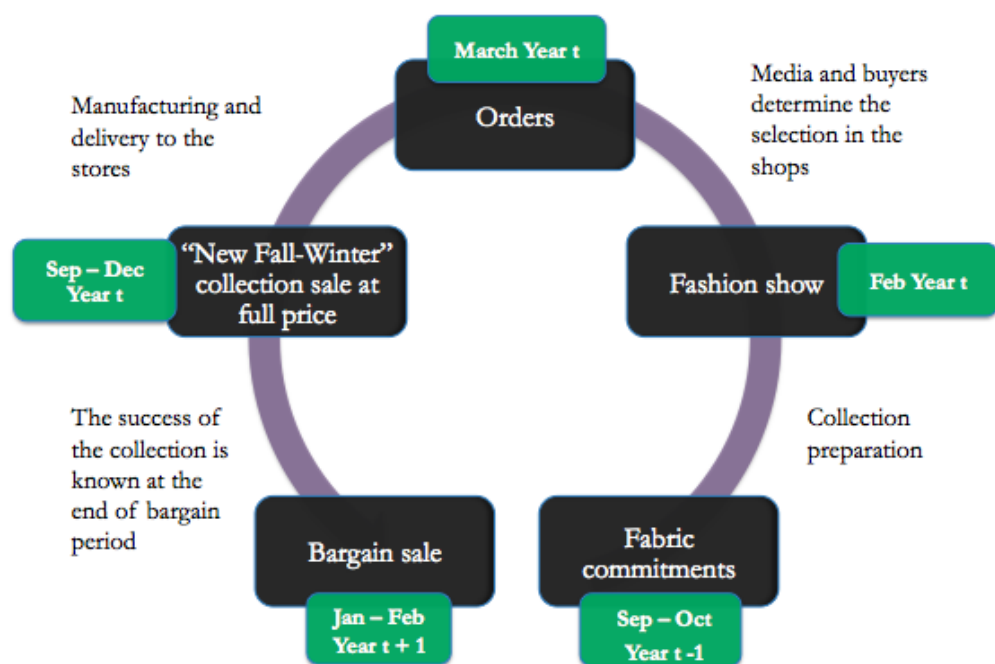 March Year t
Orders
Media and buyers
determine the
selection in the
shops
Manufacturing and
delivery to the
stores
Sep – Dec
Year t
“New Fall-Winter”
collection sale at
full price
Fashion show
Feb Year t
The success of
the collection is
known at the
end of bargain
period
Collection
preparation
Bargain sale
Jan – Feb
Year t + 1
Fabric
commitments
Sep – Oct
Year t -1